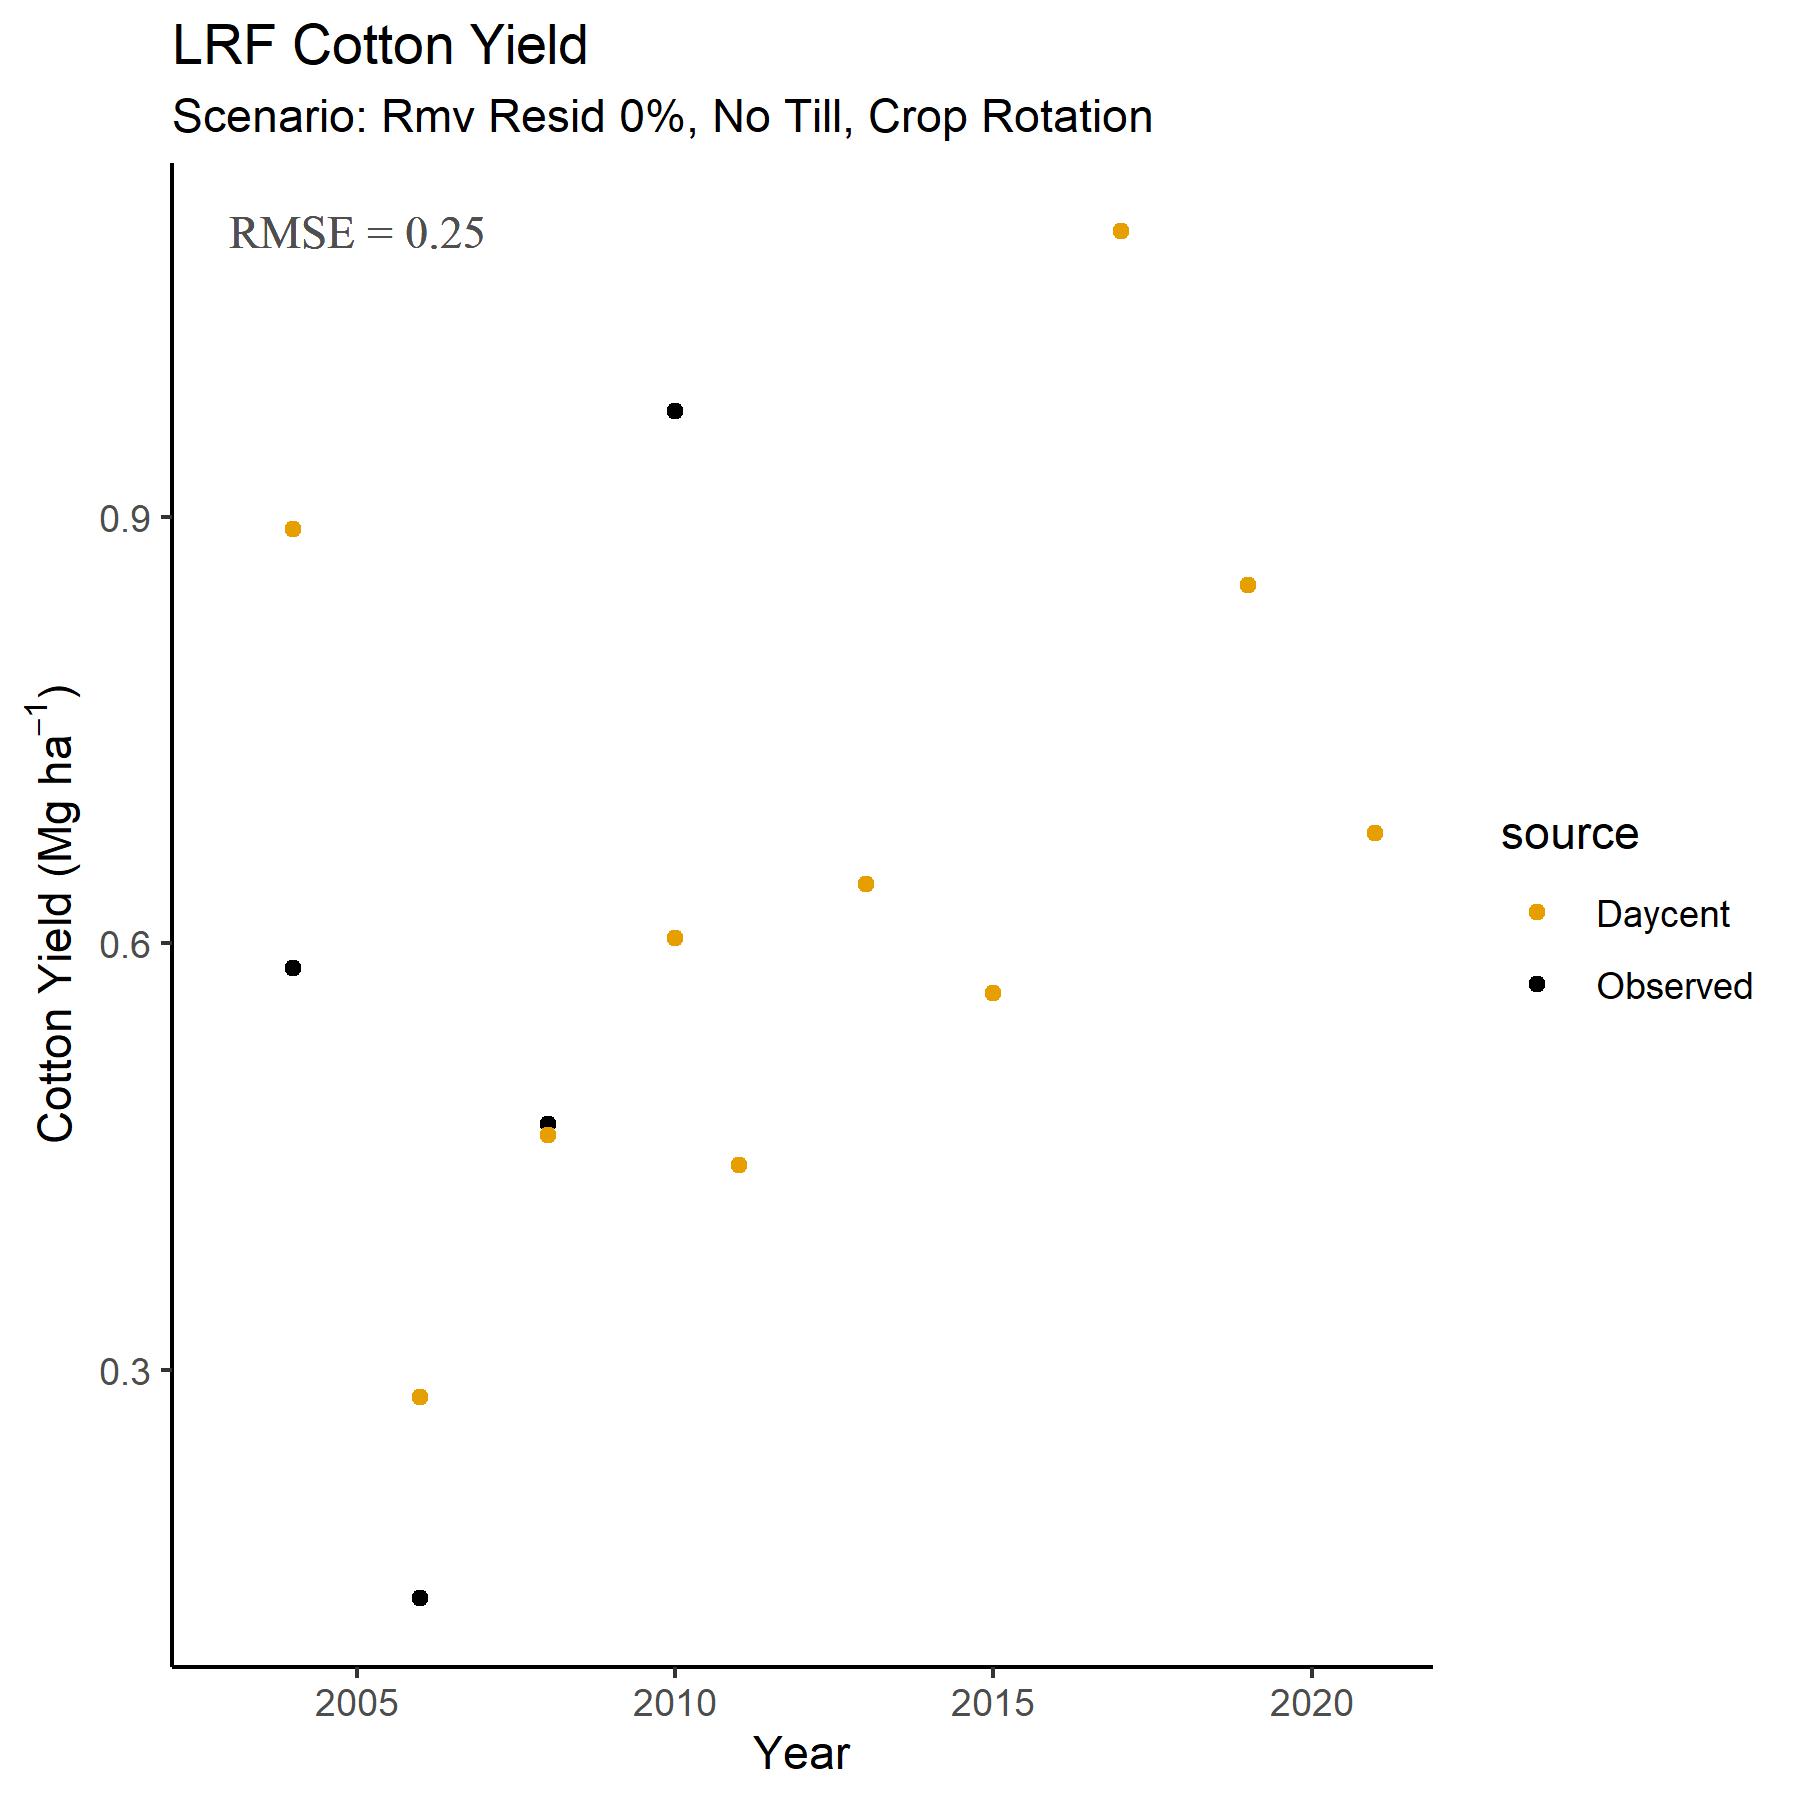 LRF Cotton Yield
Scenario: Rmv Resid 0%, No Till, Crop Rotation
RMSE = 0.25
Cotton Yield (Mg ha⁻¹)
0.9
0.6
0.3
2005 2010 2015 2020
Year
source
Daycent
Observed